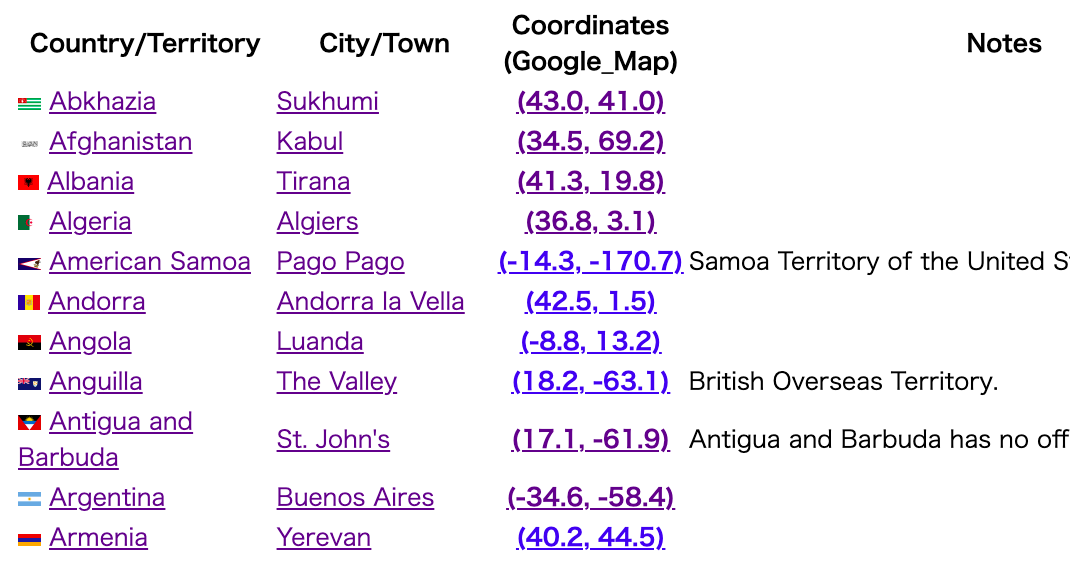 Country/Territory City/Town Coordinates (Google_Map) Notes
Abkhazia Sukhumi (43.0, 41.0)
Afghanistan Kabul (34.5, 69.2)
Albania Tirana (41.3, 19.8)
Algeria Algiers (36.8, 3.1)
American Samoa Pago Pago (-14.3, -170.7) Samoa Territory of the United S
Andorra Andorra la Vella (42.5, 1.5)
Angola Luanda (-8.8, 13.2)
Anguilla The Valley (18.2, -63.1) British Overseas Territory.
Antigua and Barbuda St. John's (17.1, -61.9) Antigua and Barbuda has no off
Argentina Buenos Aires (-34.6, -58.4)
Armenia Yerevan (40.2, 44.5)